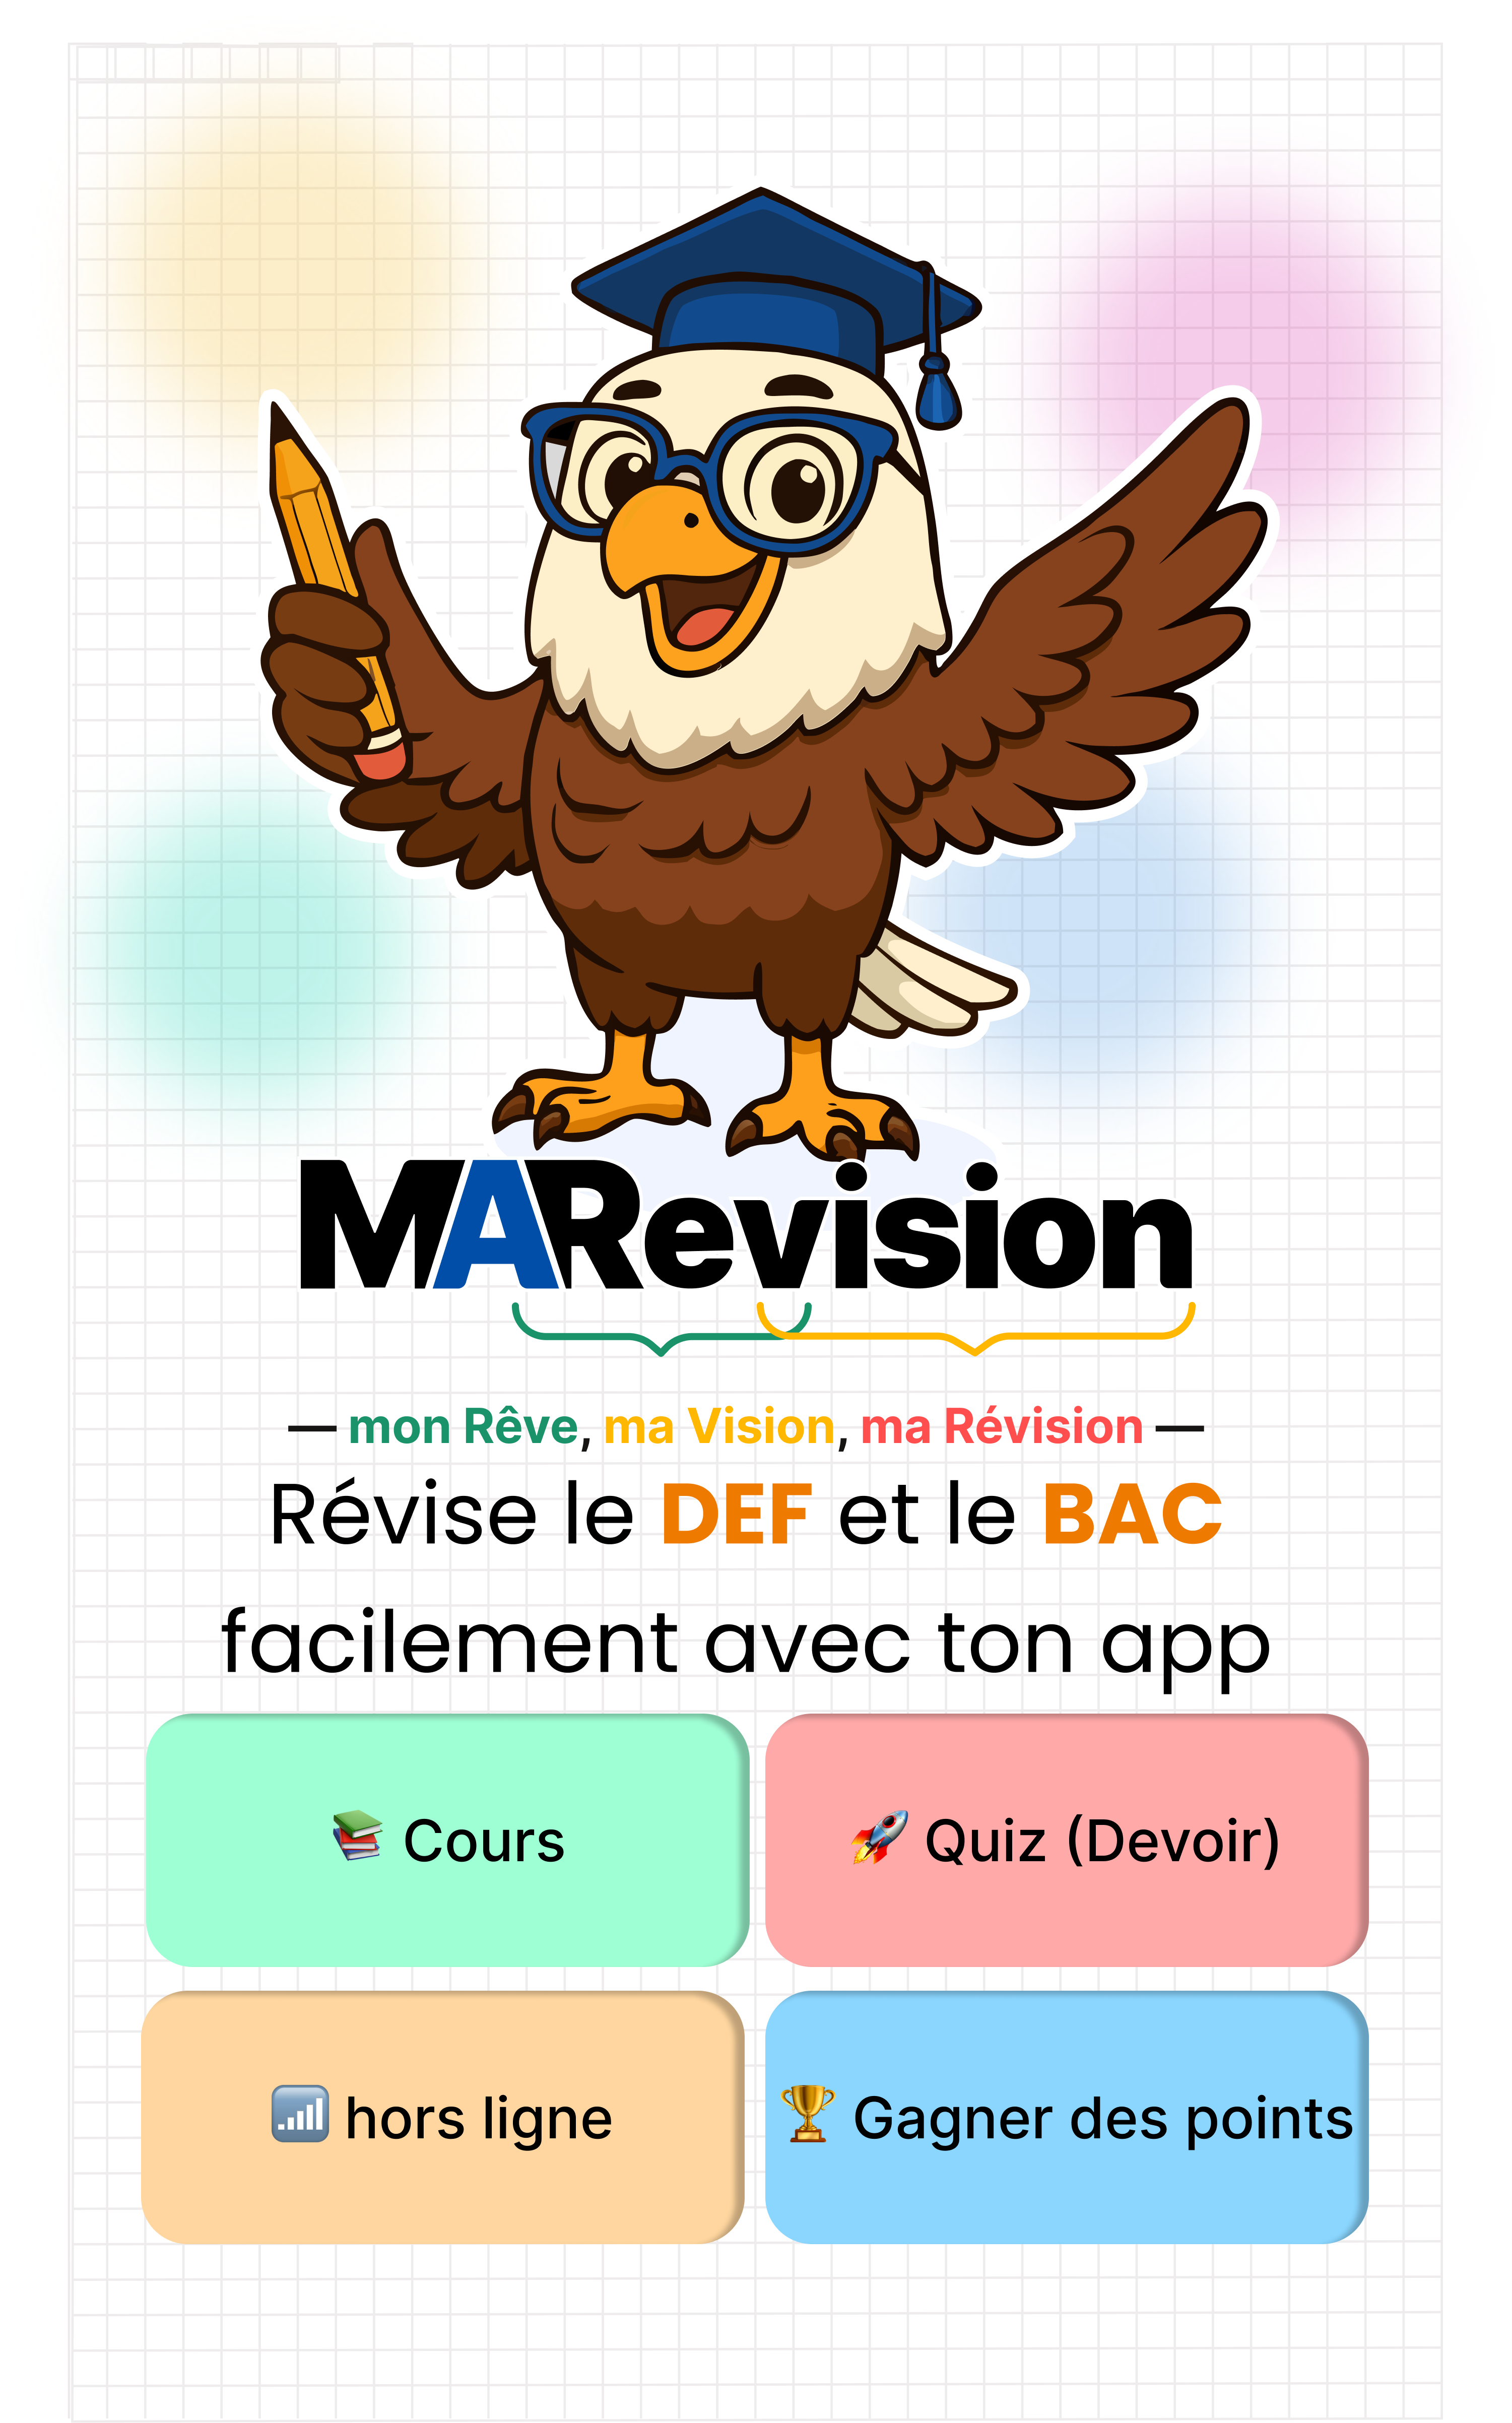 MARevision
— mon Rêve, ma Vision, ma Révision —
Révise le DEF et le BAC
facilement avec ton app
📚 Cours
🚀 Quiz (Devoir)
📶 hors ligne
🏆 Gagner des points